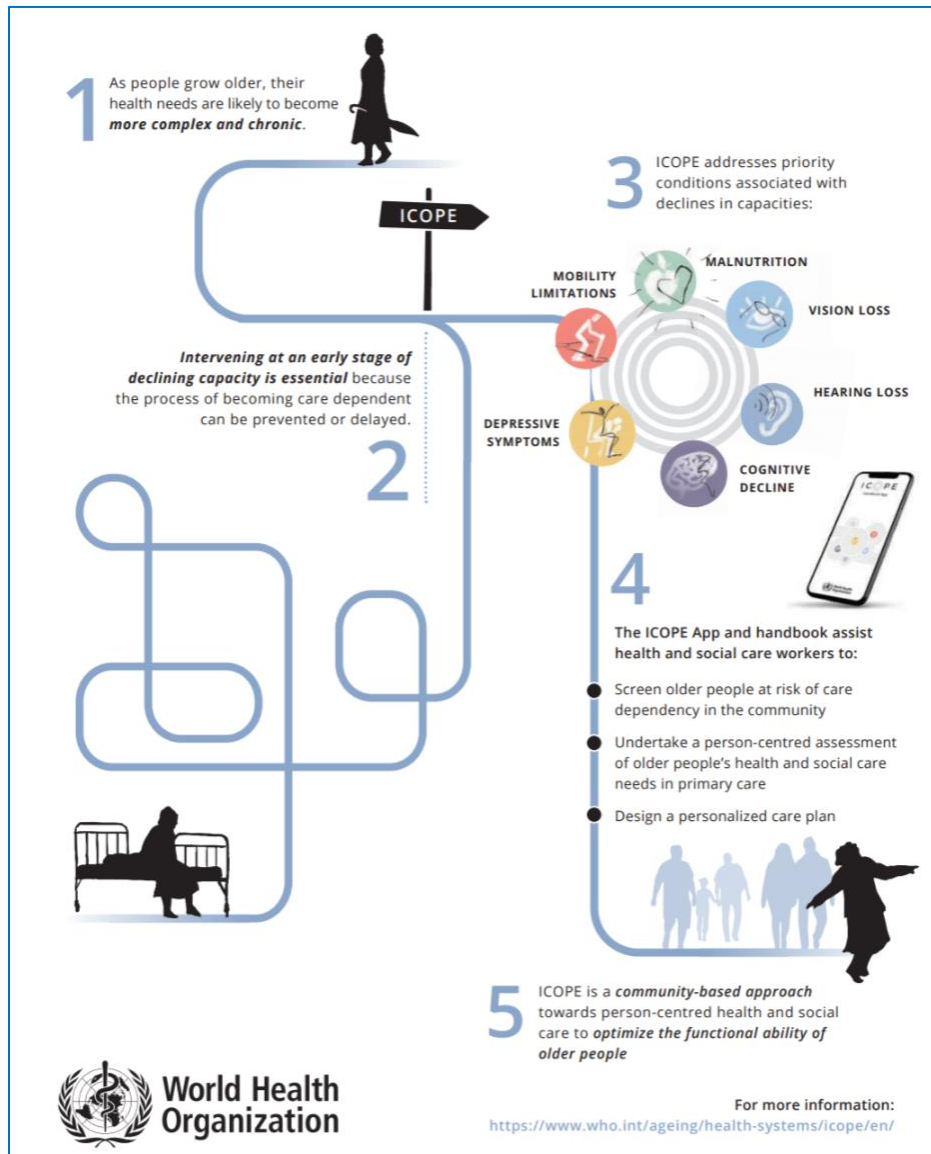 1
As people grow older, their
health needs are likely to become
more complex and chronic.
ICOPE
Intervening at an early stage of
declining capacity is essential because
the process of becoming care dependent
can be prevented or delayed.
2
3
ICOPE addresses priority
conditions associated with
declines in capacities:
MOBILITY
LIMITATIONS
MALNUTRITION
VISION LOSS
HEARING LOSS
COGNITIVE
DECLINE
DEPRESSIVE
SYMPTOMS
ICOPE
World Health
Organization
4
The ICOPE App and handbook assist
health and social care workers to:
Screen older people at risk of care
dependency in the community
Undertake a person-centred assessment
of older people's health and social care
needs in primary care
Design a personalized care plan
5
ICOPE is a community-based approach
towards person-centred health and social
care to optimize the functional ability of
older people
World Health
Organization
For more information:
https://www.who.int/ageing/health-systems/icope/en/